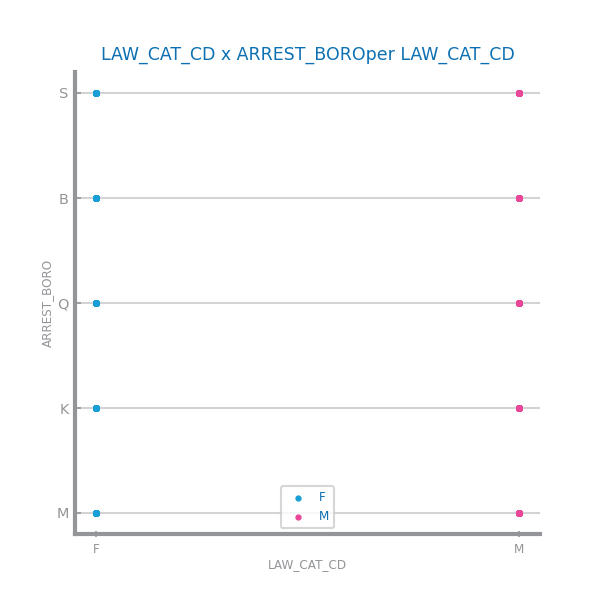 LAW_CAT_CD x ARREST_BOROper LAW_CAT_CD
S
B
Q
K
M
ARREST_BORO
F
M
F
M
LAW_CAT_CD